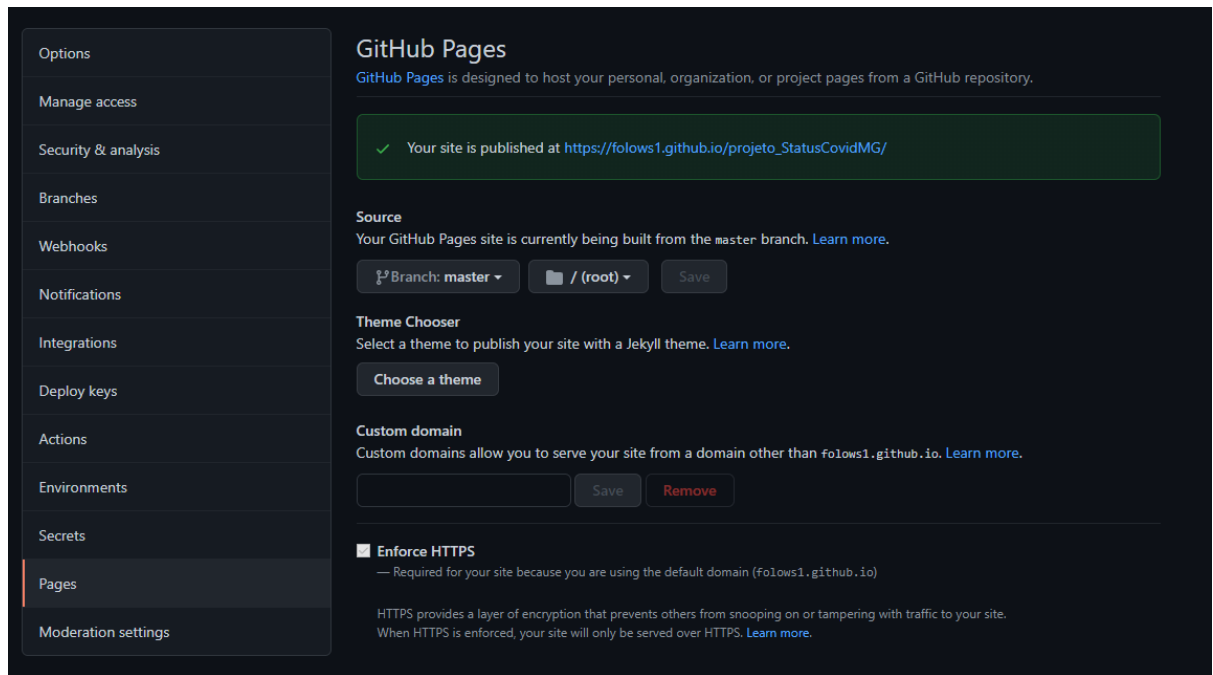 Options
Manage access
Security & analysis
Branches
Webhooks
Notifications
Integrations
Deploy keys
Actions
Environments
Secrets
Pages
Moderation settings
GitHub Pages
GitHub Pages is designed to host your personal, organization, or project pages from a GitHub repository.
Your site is published at https://folows1.github.io/projeto_StatusCovidMG/
Source
Your GitHub Pages site is currently being built from the master branch. Learn more.
Branch: master / (root) Save
Theme Chooser
Select a theme to publish your site with a Jekyll theme. Learn more.
Choose a theme
Custom domain
Custom domains allow you to serve your site from a domain other than folows1.github.io. Learn more.
Save Remove
Enforce HTTPS
— Required for your site because you are using the default domain (folows1.github.io)
HTTPS provides a layer of encryption that prevents others from snooping on or tampering with traffic to your site.
When HTTPS is enforced, your site will only be served over HTTPS. Learn more.